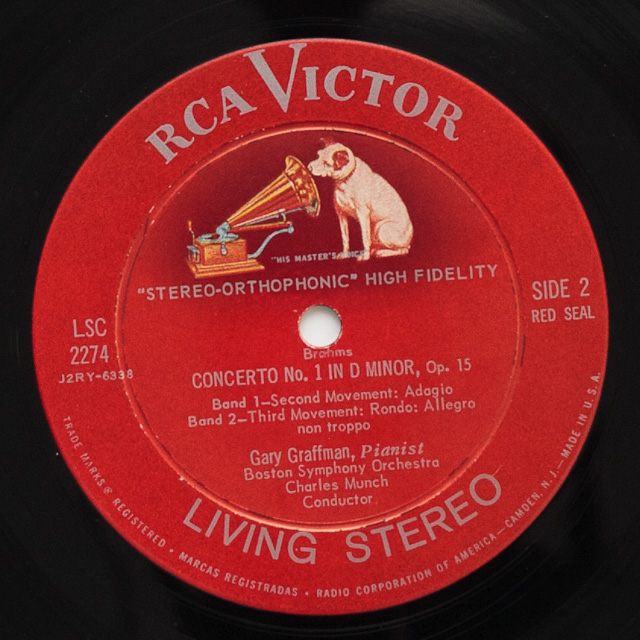 RCA VICTOR
"HIS MASTER'S VOICE"
"STEREO-ORTHOPHONIC" HIGH FIDELITY
SIDE 2
RED SEAL
LSC
2274
J2RY-6338
Brahms
CONCERTO No. 1 IN D MINOR, Op. 15
Band 1—Second Movement: Adagio
Band 2—Third Movement: Rondo: Allegro
non troppo
Gary Graffman, Pianist
Boston Symphony Orchestra
Charles Munch
Conductor
LIVING STEREO
TRADE MARKS ® REGISTERED • MARCAS REGISTRADAS • RADIO CORPORATION OF AMERICA—CAMDEN, N. J.—MADE IN U.S.A.